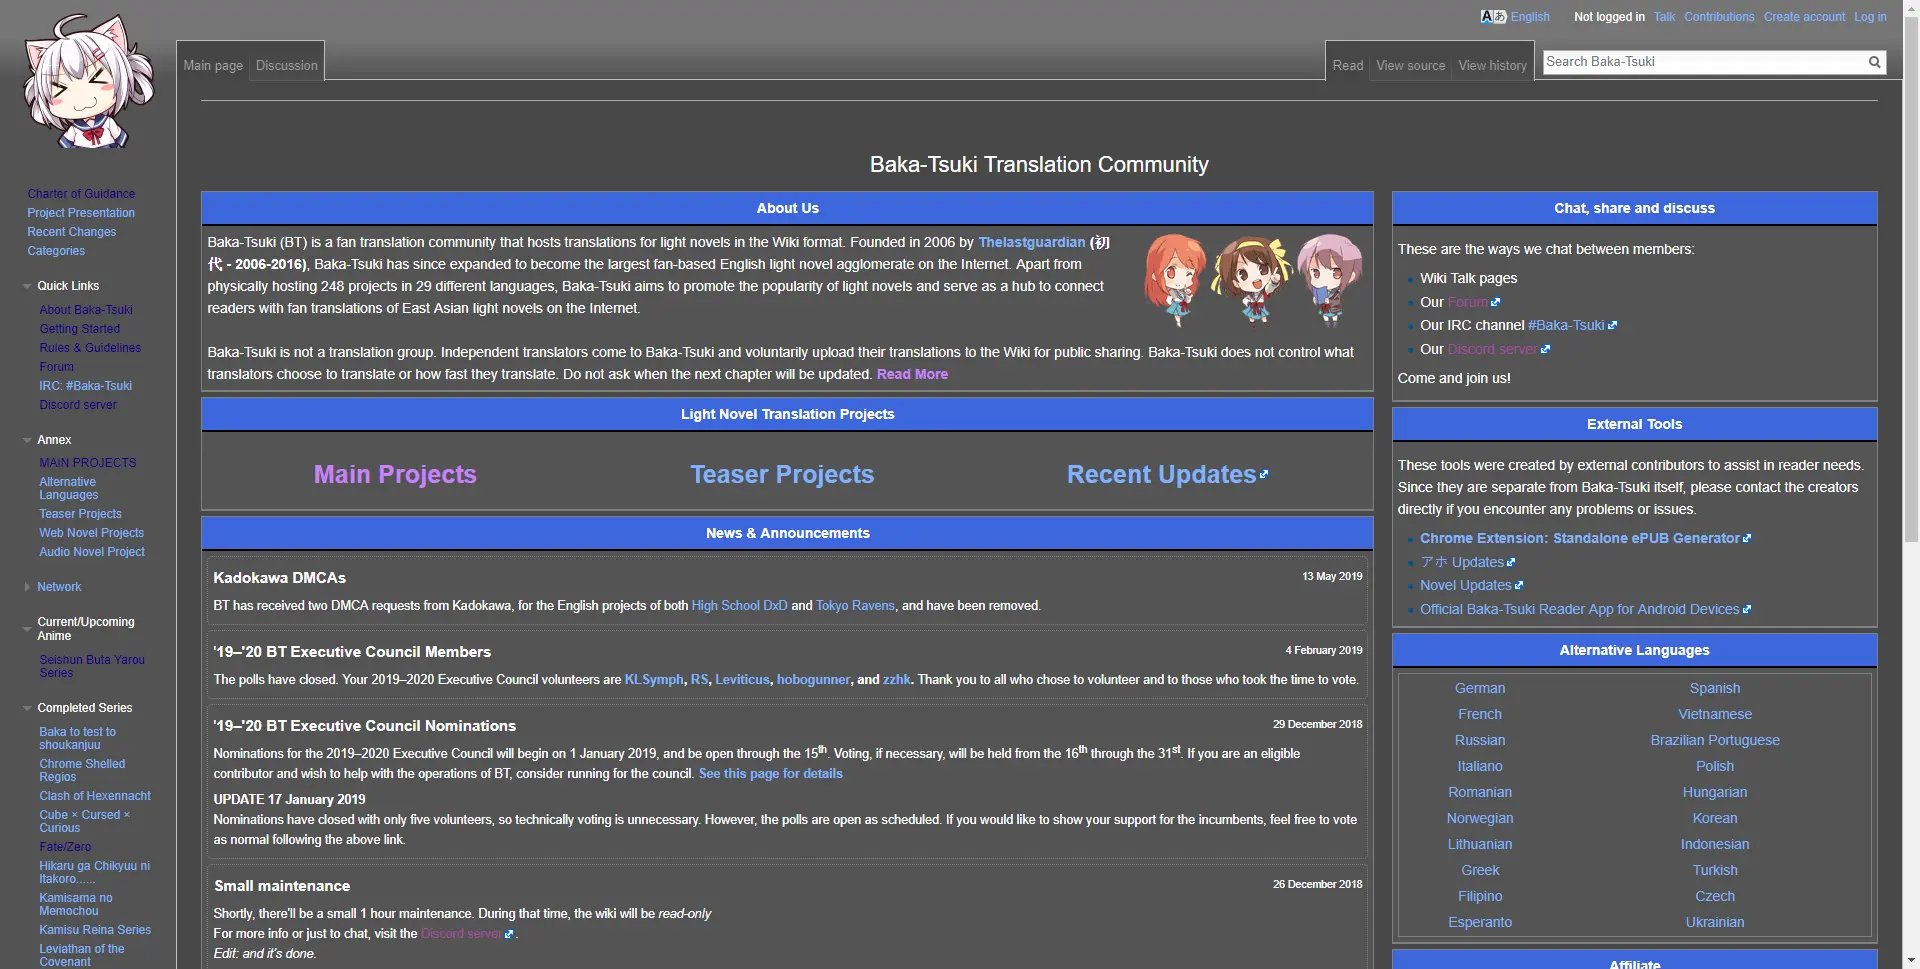 English
Not logged in Talk Contributions Create account Log in
Main page Discussion
Read View source View history
Search Baka-Tsuki
Charter of Guidance
Project Presentation
Recent Changes
Categories
Quick Links
About Baka-Tsuki
Getting Started
Rules & Guidelines
Forum
IRC: #Baka-Tsuki
Discord server
Annex
MAIN PROJECTS
Alternative
Languages
Teaser Projects
Web Novel Projects
Audio Novel Project
Network
Current/Upcoming
Anime
Seishun Buta Yarou
Series
Completed Series
Baka to test to
shoukanjuu
Chrome Shelled
Regios
Clash of Hexennacht
Cube × Cursed ×
Curious
Fate/Zero
Hikaru ga Chikyuu ni
Itakoro......
Kamisama no
Memochou
Kamisu Reina Series
Leviathan of the
Covenant
Baka-Tsuki Translation Community
About Us
Baka-Tsuki (BT) is a fan translation community that hosts translations for light novels in the Wiki format. Founded in 2006 by Thelastguardian (初
代 - 2006-2016), Baka-Tsuki has since expanded to become the largest fan-based English light novel agglomerate on the Internet. Apart from
physically hosting 248 projects in 29 different languages, Baka-Tsuki aims to promote the popularity of light novels and serve as a hub to connect
readers with fan translations of East Asian light novels on the Internet.
Baka-Tsuki is not a translation group. Independent translators come to Baka-Tsuki and voluntarily upload their translations to the Wiki for public sharing. Baka-Tsuki does not control what
translators choose to translate or how fast they translate. Do not ask when the next chapter will be updated. Read More
Light Novel Translation Projects
Main Projects Teaser Projects Recent Updates
News & Announcements
Kadokawa DMCAs 13 May 2019
BT has received two DMCA requests from Kadokawa, for the English projects of both High School DxD and Tokyo Ravens, and have been removed.
'19–'20 BT Executive Council Members 4 February 2019
The polls have closed. Your 2019–2020 Executive Council volunteers are KLSymph, RS, Leviticus, hobogunner, and zzhk. Thank you to all who chose to volunteer and to those who took the time to vote.
'19–'20 BT Executive Council Nominations 29 December 2018
Nominations for the 2019–2020 Executive Council will begin on 1 January 2019, and be open through the 15th. Voting, if necessary, will be held from the 16th through the 31st. If you are an eligible
contributor and wish to help with the operations of BT, consider running for the council. See this page for details
UPDATE 17 January 2019
Nominations have closed with only five volunteers, so technically voting is unnecessary. However, the polls are open as scheduled. If you would like to show your support for the incumbents, feel free to vote
as normal following the above link.
Small maintenance 26 December 2018
Shortly, there'll be a small 1 hour maintenance. During that time, the wiki will be read-only
For more info or just to chat, visit the Discord server.
Edit: and it's done.
Chat, share and discuss
These are the ways we chat between members:
Wiki Talk pages
Our Forum
Our IRC channel #Baka-Tsuki
Our Discord server
Come and join us!
External Tools
These tools were created by external contributors to assist in reader needs.
Since they are separate from Baka-Tsuki itself, please contact the creators
directly if you encounter any problems or issues.
Chrome Extension: Standalone ePUB Generator
アホ Updates
Novel Updates
Official Baka-Tsuki Reader App for Android Devices
Alternative Languages
German Spanish
French Vietnamese
Russian Brazilian Portuguese
Italiano Polish
Romanian Hungarian
Norwegian Korean
Lithuanian Indonesian
Greek Turkish
Filipino Czech
Esperanto Ukrainian
Affiliate